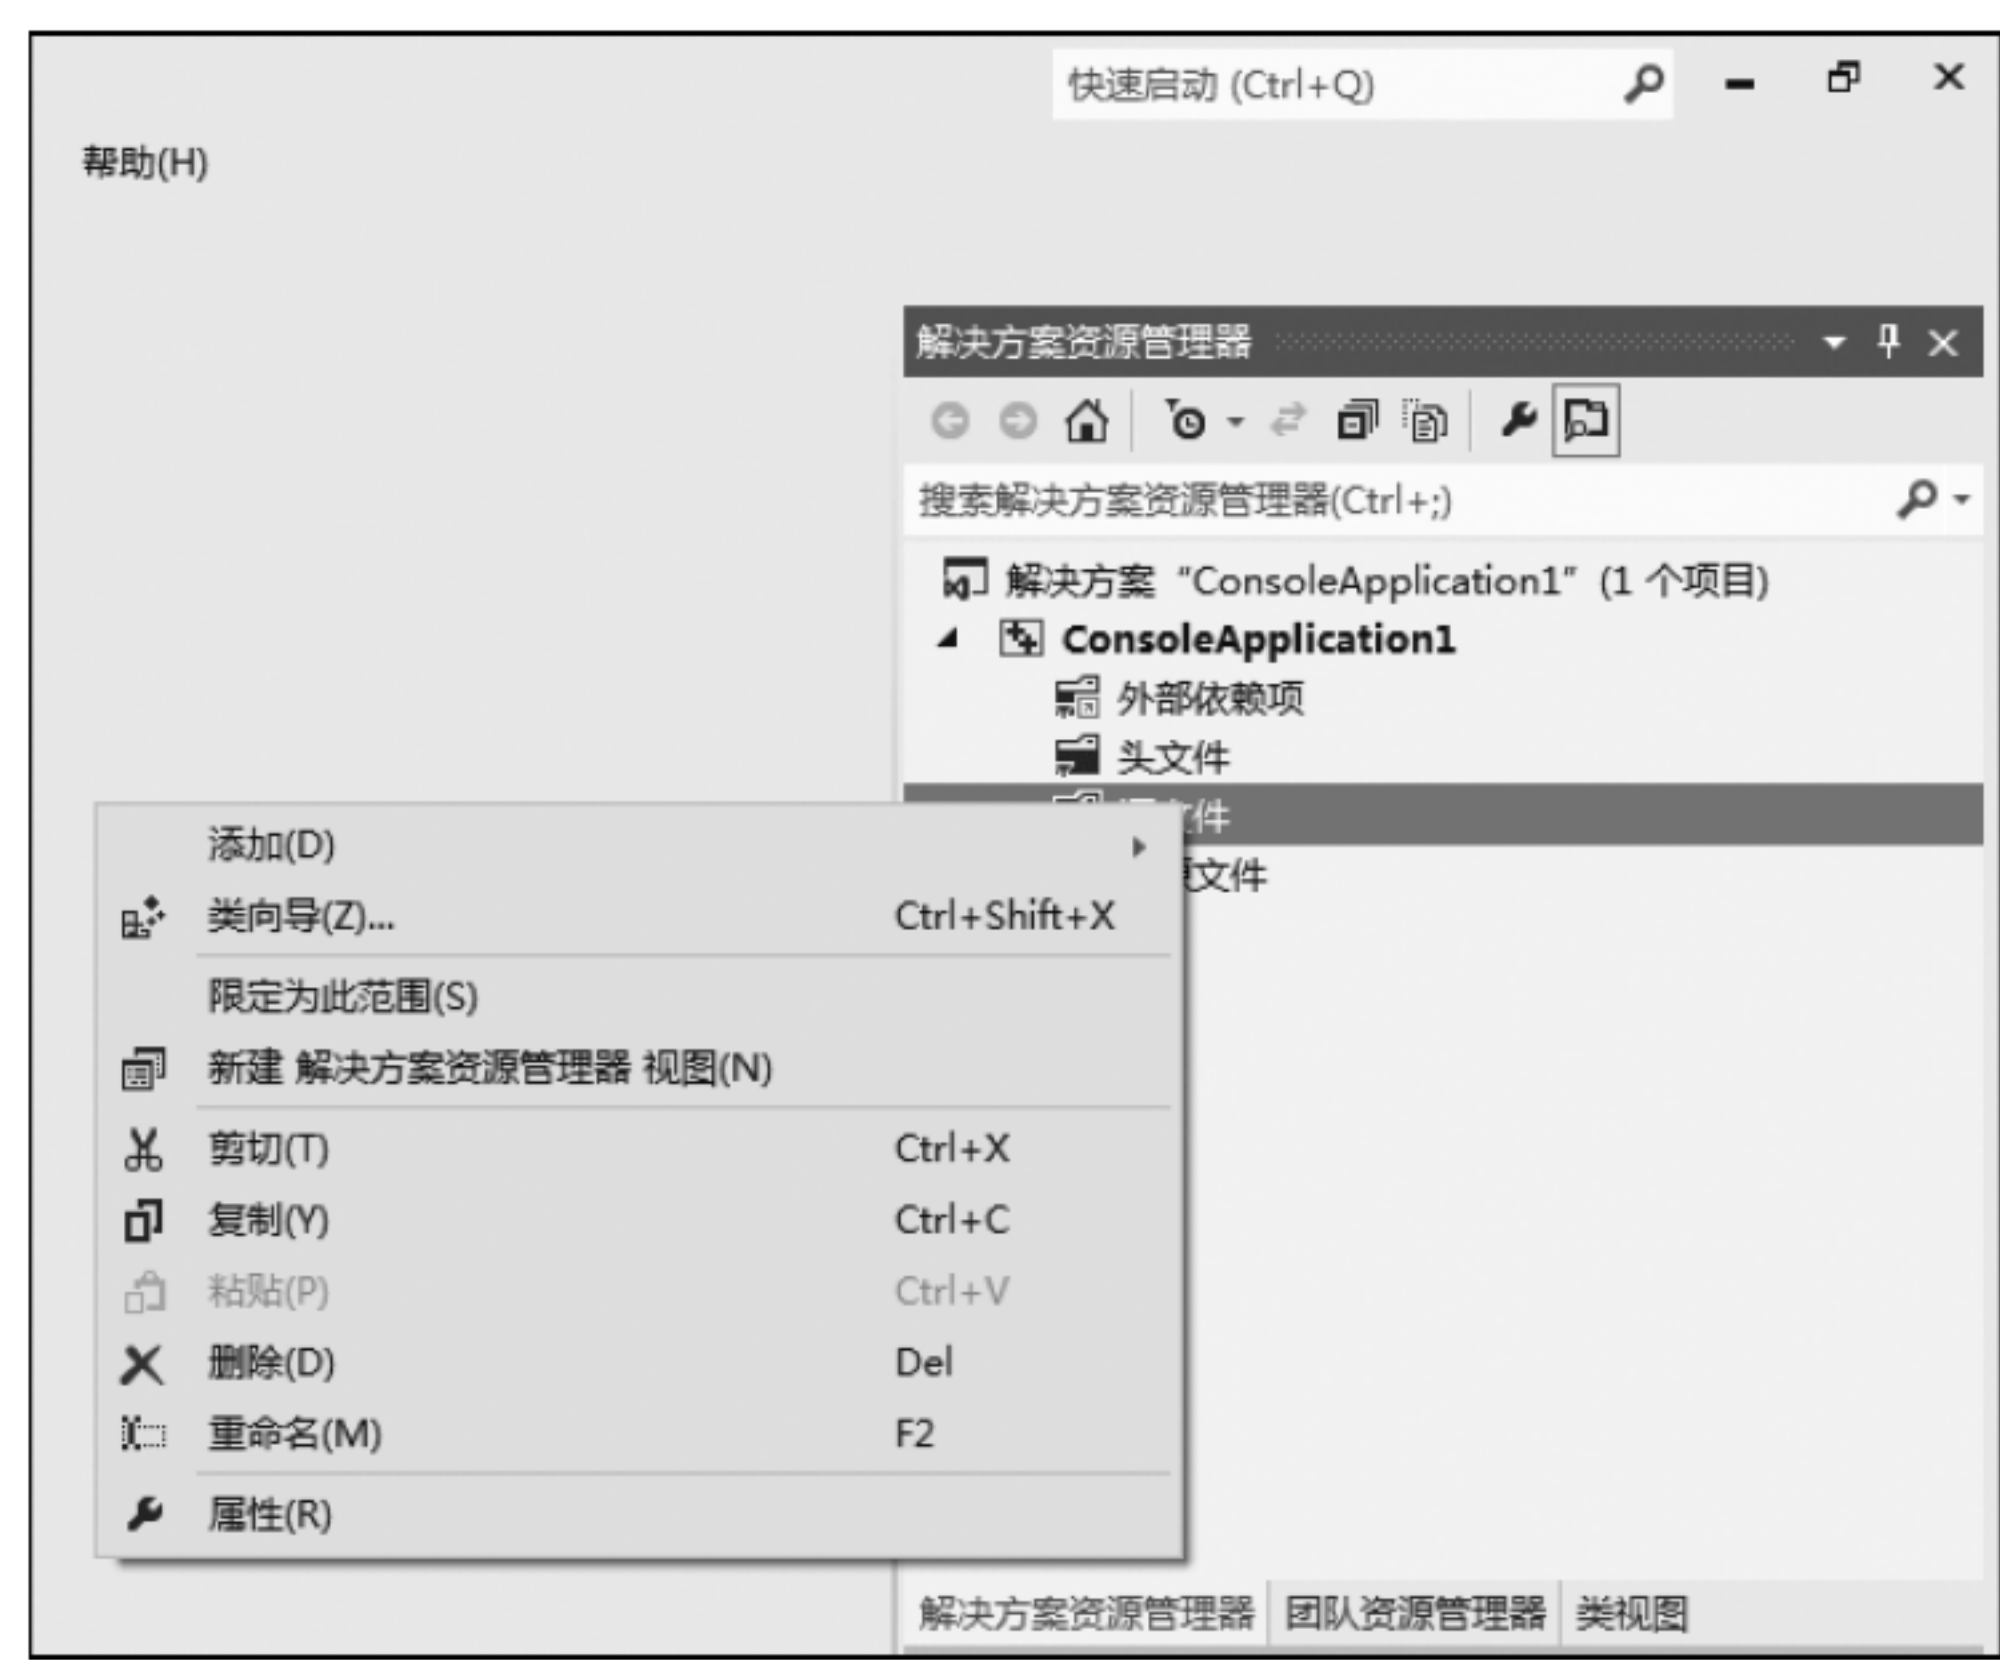 快速启动 (Ctrl+Q)
帮助(H)
解决方案资源管理器
搜索解决方案资源管理器(Ctrl+;)
解决方案 “ConsoleApplication1” (1 个项目)
ConsoleApplication1
外部依赖项
头文件
件
文件
添加(D)
类向导(Z)... Ctrl+Shift+X
限定为此范围(S)
新建 解决方案资源管理器 视图(N)
剪切(T) Ctrl+X
复制(Y) Ctrl+C
粘贴(P) Ctrl+V
删除(D) Del
重命名(M) F2
属性(R)
解决方案资源管理器 团队资源管理器 类视图